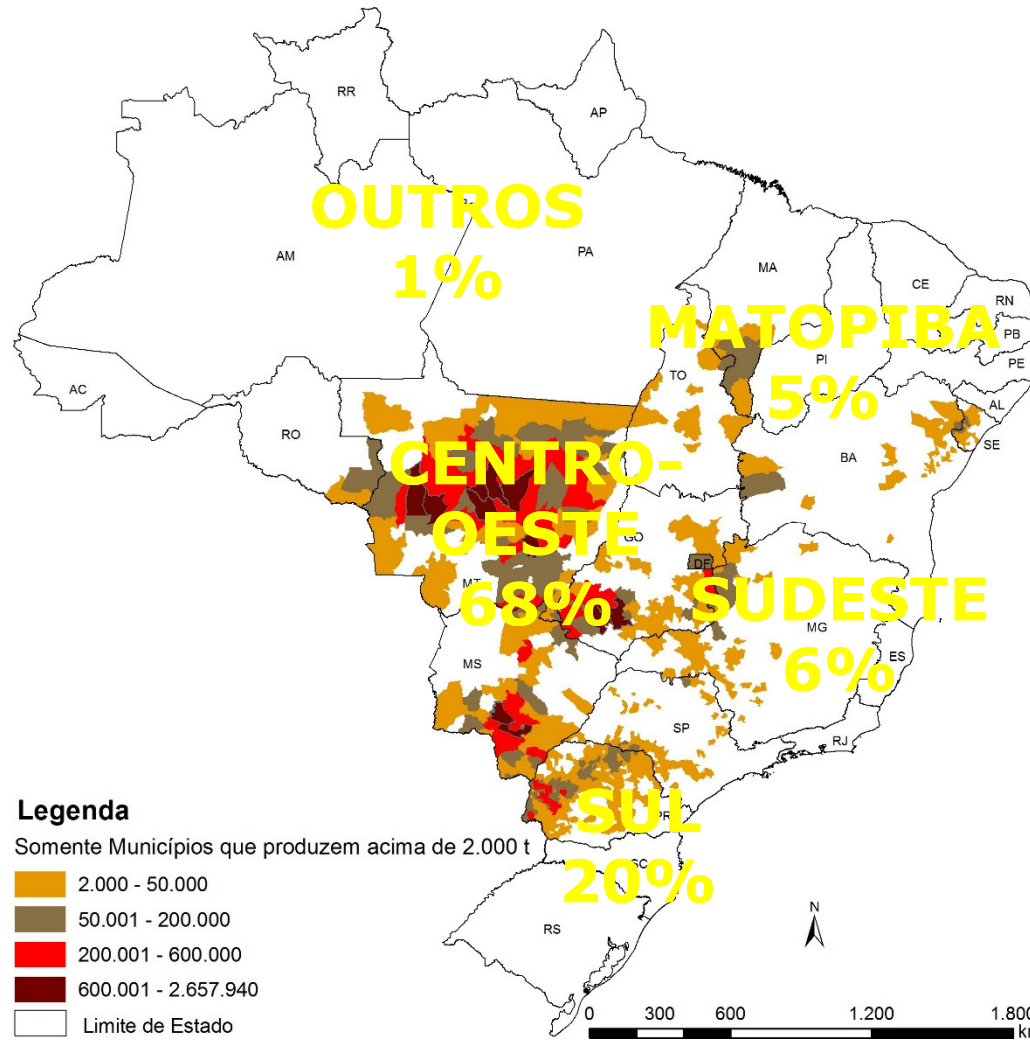 RR
AP
OUTROS
1%
AM
PA
MA
CE
RN
PB
PE
MATOPIBA
5%
PI
TO
AC
AL
SE
RO
BA
CENTRO-
OESTE
68%
GO
DF
MT
SUDESTE
6%
MG
ES
MS
SP
RJ
SUL
20%
PR
SC
RS
Legenda
Somente Municípios que produzem acima de 2.000 t
2.000 - 50.000
50.001 - 200.000
200.001 - 600.000
600.001 - 2.657.940
Limite de Estado
N
0 300 600 1.200 1.800
km